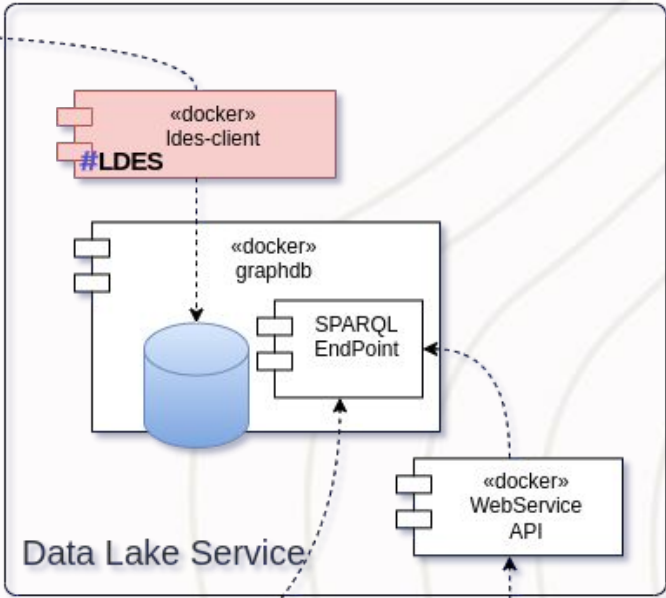 «docker»
ldes-client
#LDES
«docker»
graphdb
SPARQL
EndPoint
«docker»
WebService
API
Data Lake Service